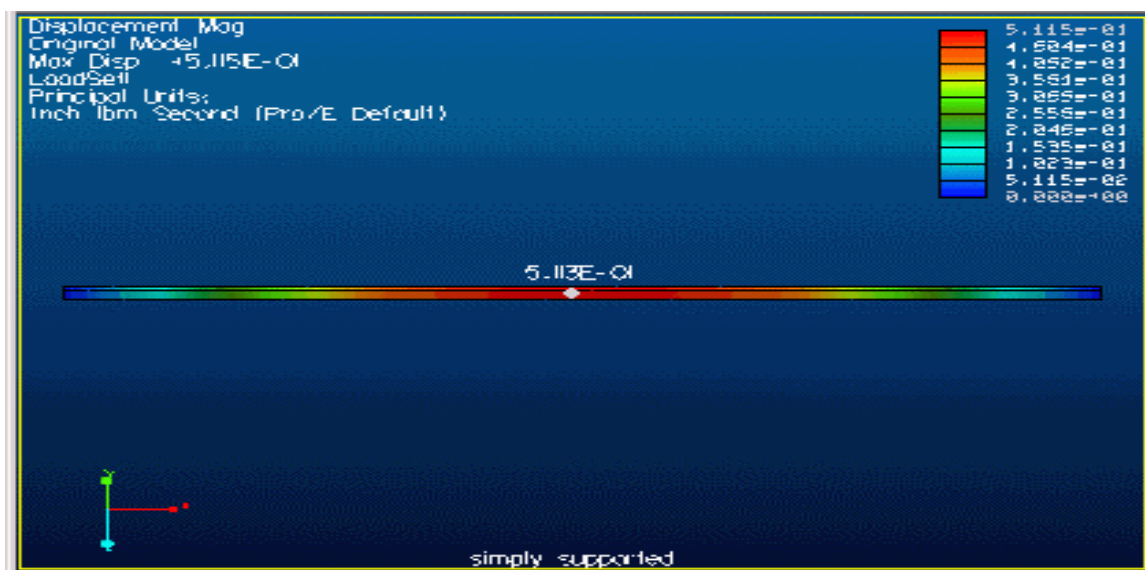 Displacement Mag
Original Model
Max Disp +5.115E-01
LoadSet1
Principal Units:
Inch lbm Second (Pro/E Default)
5.115e-01
4.604e-01
4.092e-01
3.581e-01
3.069e-01
2.558e-01
2.046e-01
1.535e-01
1.023e-01
5.115e-02
0.000e+00
5.113E-01
Y
simply supported